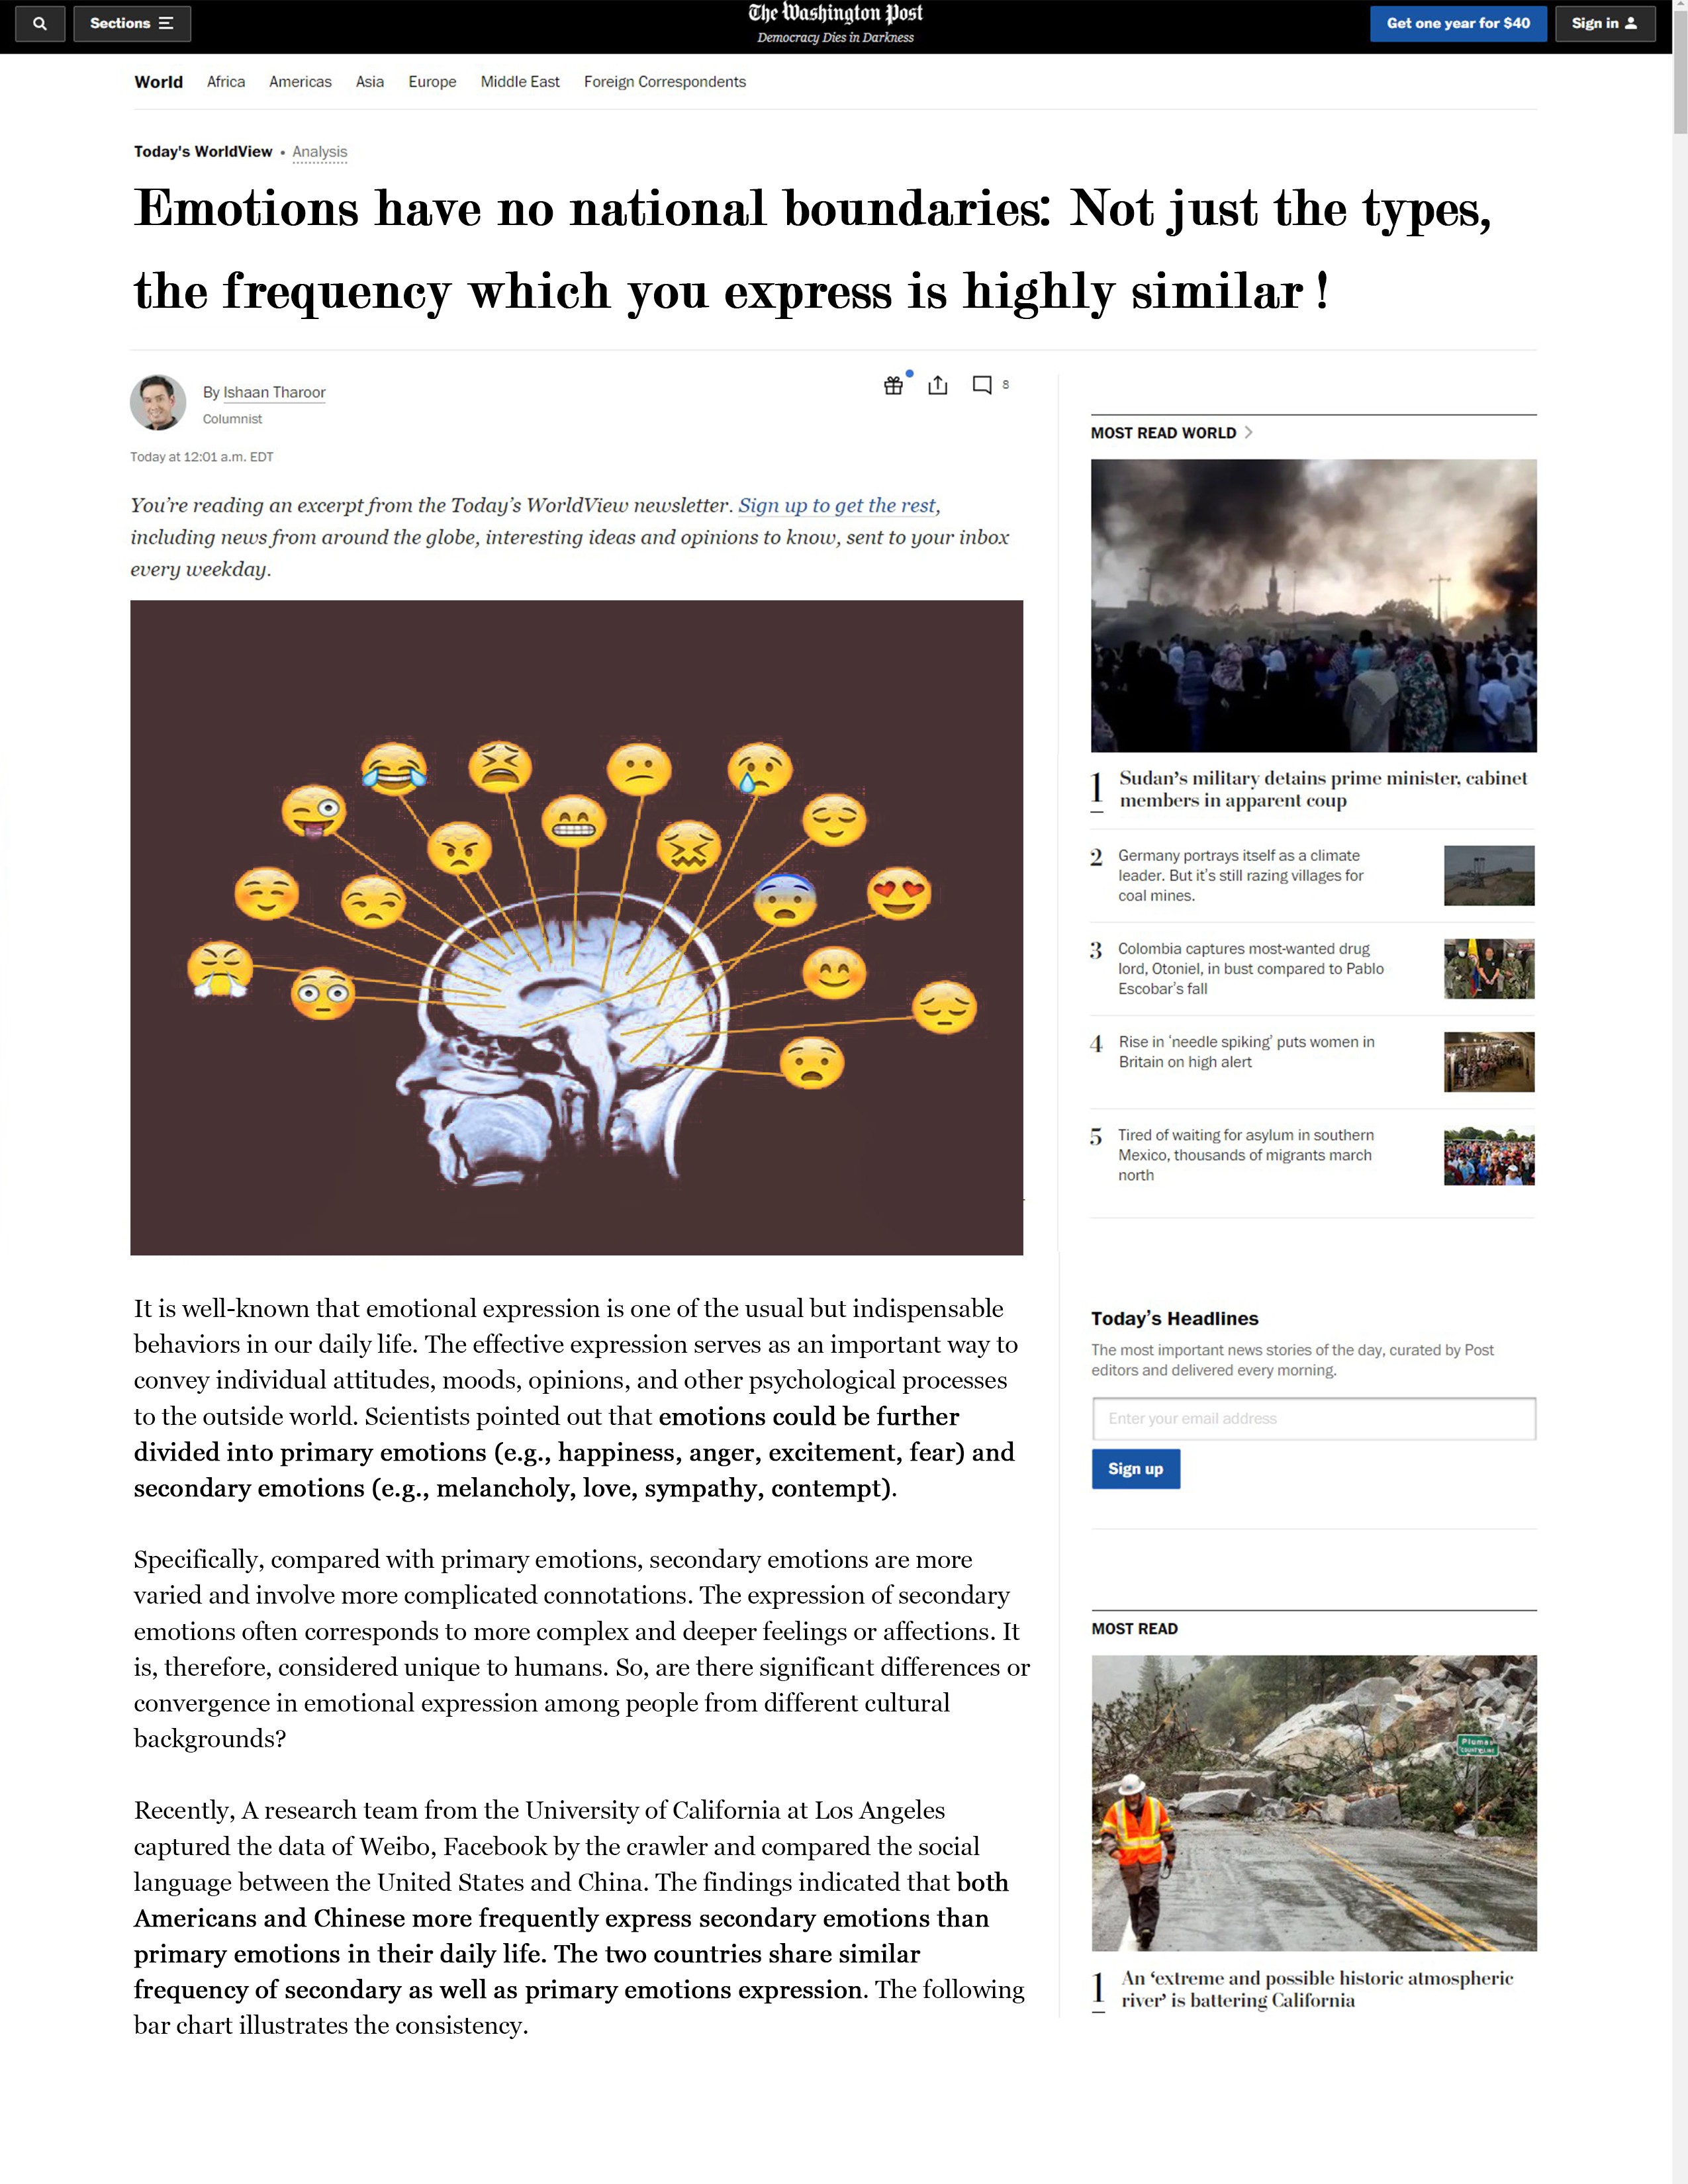 Sections
The Washington Post
Democracy Dies in Darkness
Get one year for $40
Sign in
World Africa Americas Asia Europe Middle East Foreign Correspondents
Today's WorldView • Analysis
Emotions have no national boundaries: Not just the types,
the frequency which you express is highly similar !
By Ishaan Tharoor
Columnist
8
Today at 12:01 a.m. EDT
You're reading an excerpt from the Today's WorldView newsletter. Sign up to get the rest,
including news from around the globe, interesting ideas and opinions to know, sent to your inbox
every weekday.
It is well-known that emotional expression is one of the usual but indispensable
behaviors in our daily life. The effective expression serves as an important way to
convey individual attitudes, moods, opinions, and other psychological processes
to the outside world. Scientists pointed out that emotions could be further
divided into primary emotions (e.g., happiness, anger, excitement, fear) and
secondary emotions (e.g., melancholy, love, sympathy, contempt).
Specifically, compared with primary emotions, secondary emotions are more
varied and involve more complicated connotations. The expression of secondary
emotions often corresponds to more complex and deeper feelings or affections. It
is, therefore, considered unique to humans. So, are there significant differences or
convergence in emotional expression among people from different cultural
backgrounds?
Recently, A research team from the University of California at Los Angeles
captured the data of Weibo, Facebook by the crawler and compared the social
language between the United States and China. The findings indicated that both
Americans and Chinese more frequently express secondary emotions than
primary emotions in their daily life. The two countries share similar
frequency of secondary as well as primary emotions expression. The following
bar chart illustrates the consistency.
MOST READ WORLD
1 Sudan's military detains prime minister, cabinet
members in apparent coup
2 Germany portrays itself as a climate
leader. But it's still razing villages for
coal mines.
3 Colombia captures most-wanted drug
lord, Otoniel, in bust compared to Pablo
Escobar's fall
4 Rise in 'needle spiking' puts women in
Britain on high alert
5 Tired of waiting for asylum in southern
Mexico, thousands of migrants march
north
Today's Headlines
The most important news stories of the day, curated by Post
editors and delivered every morning.
Enter your email address
Sign up
MOST READ
Plumas
COUNTY LINE
1 An 'extreme and possible historic atmospheric
river' is battering California